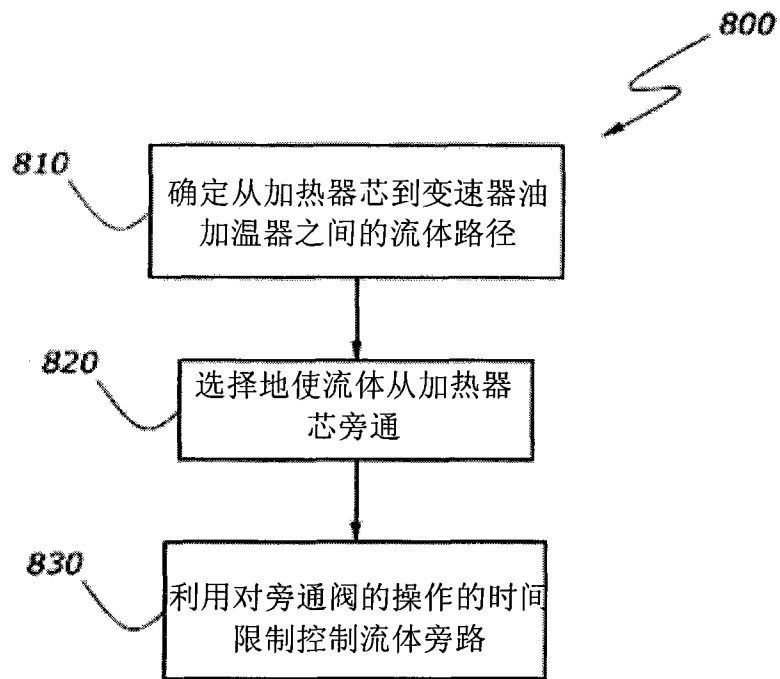 800
810
确定从加热器芯到变速器油
加温器之间的流体路径
820
选择地使流体从加热器
芯旁通
830
利用对旁通阀的操作的时间
限制控制流体旁路